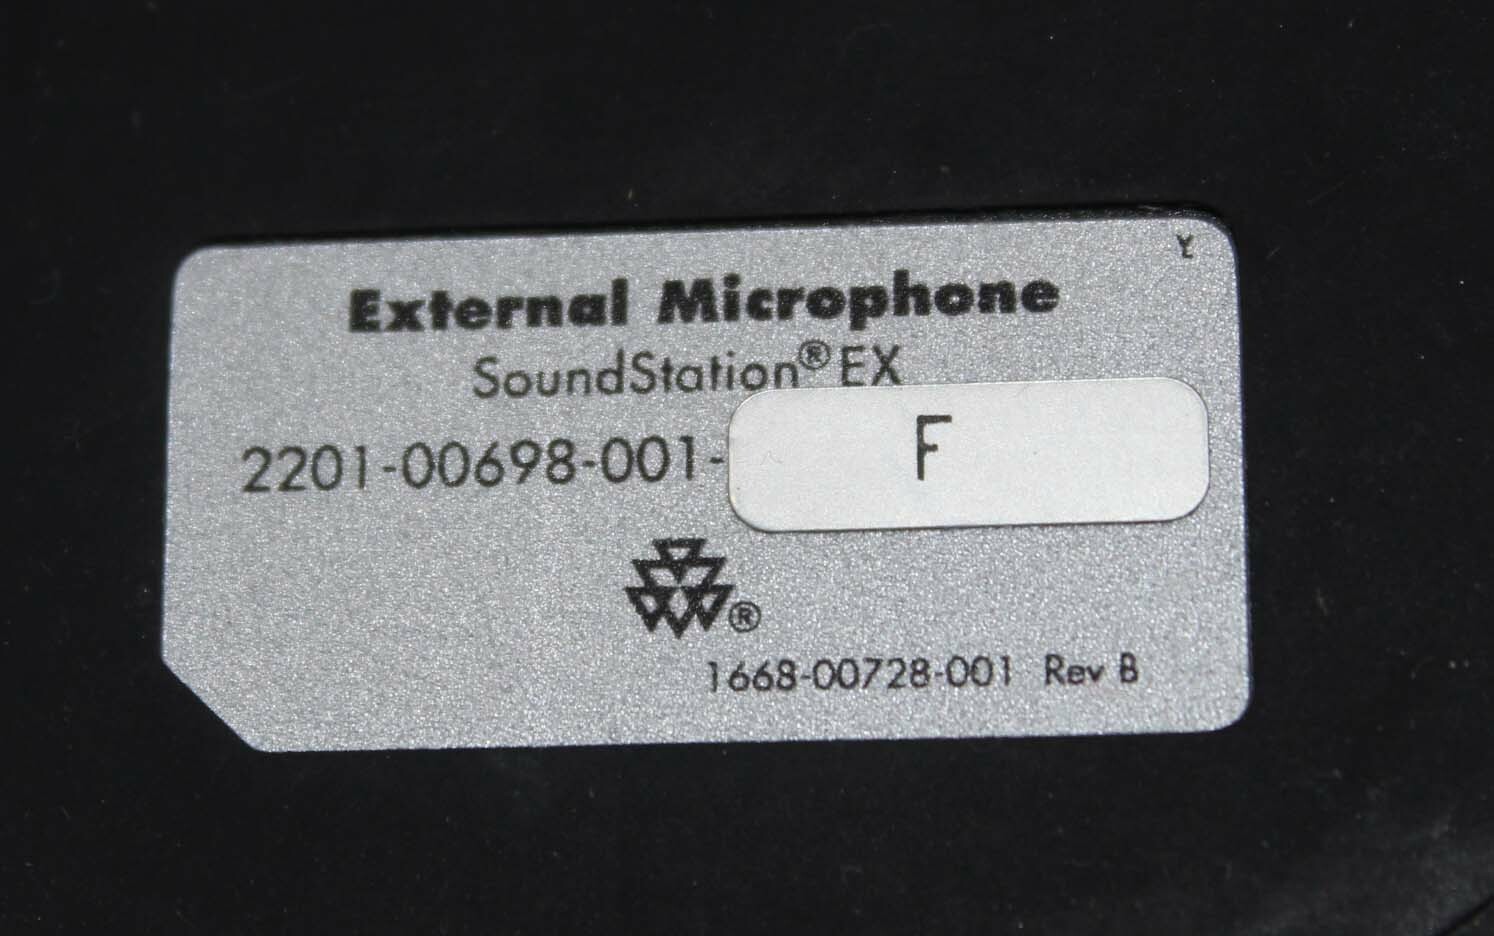 Y
External Microphone
SoundStation® EX
2201-00698-001- F
®
1668-00728-001 Rev B